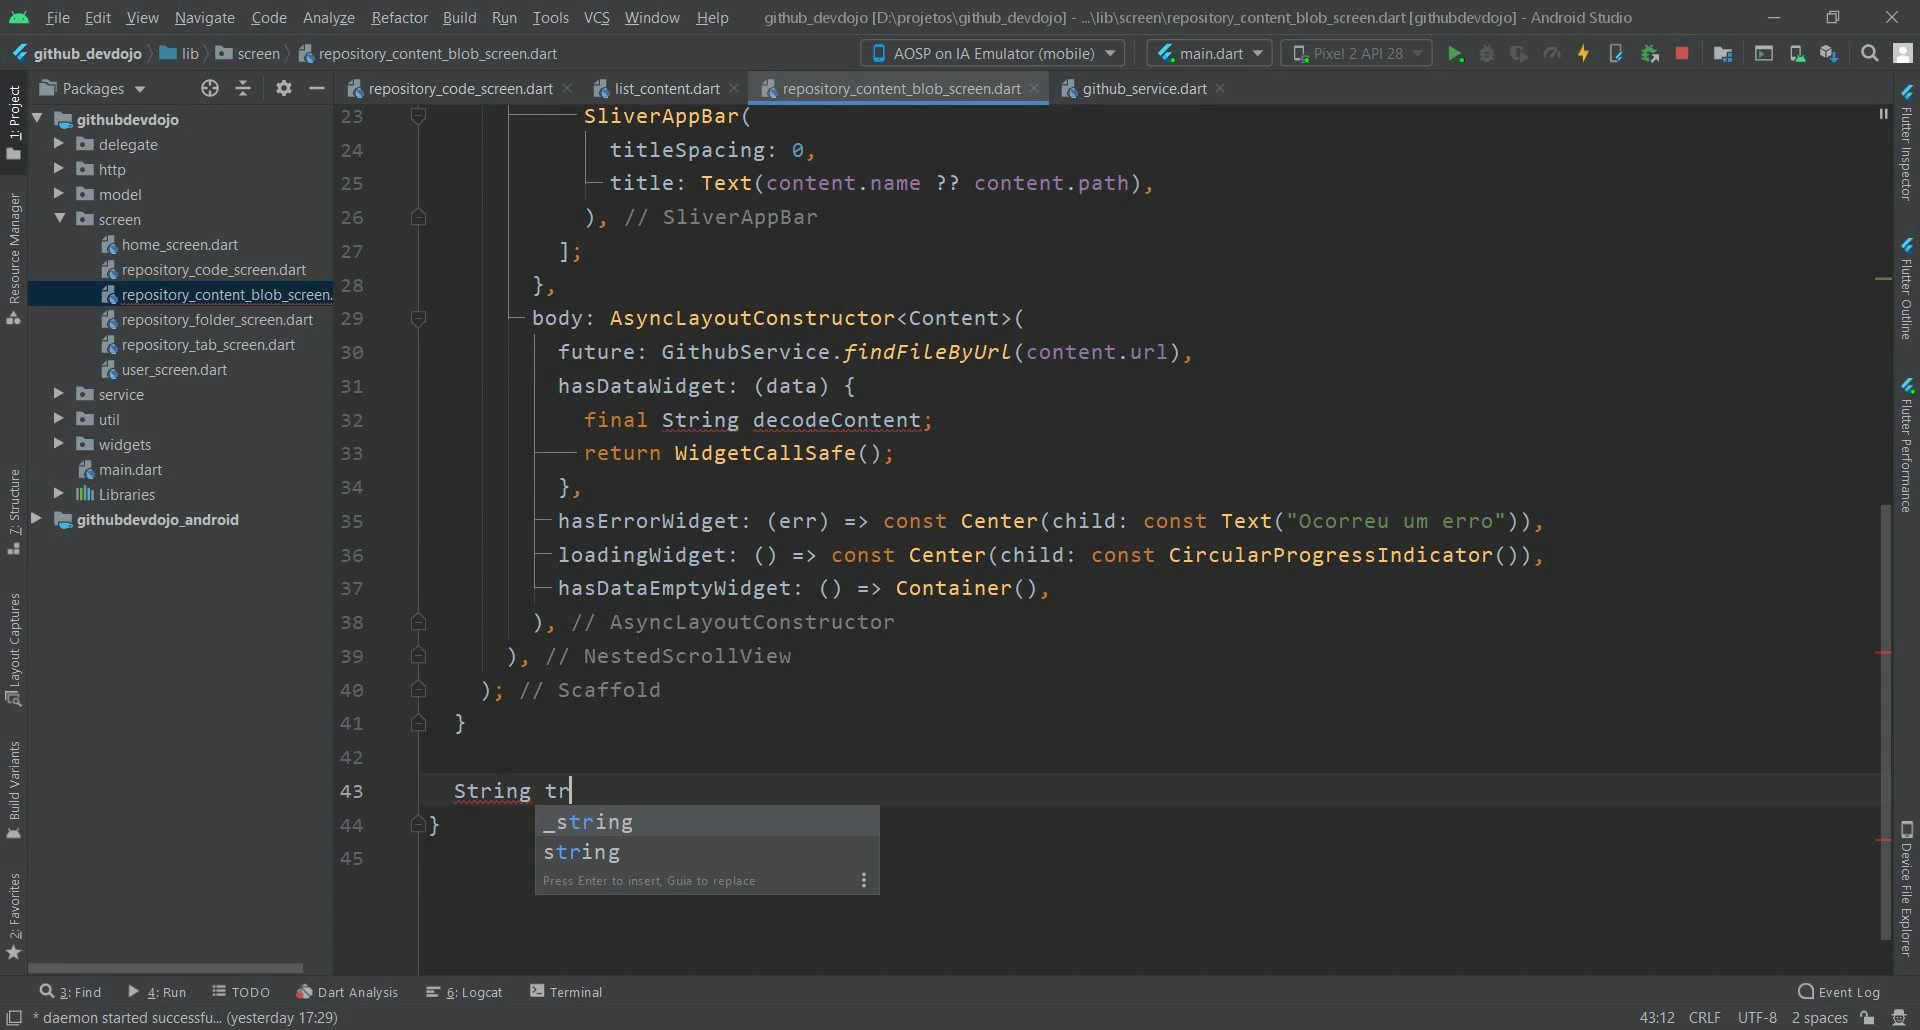 File Edit View Navigate Code Analyze Refactor Build Run Tools VCS Window Help github_devdojo [D:\projetos\github_devdojo] - ...\lib\screen\repository_content_blob_screen.dart [githubdevdojo] - Android Studio
github_devdojo lib screen repository_content_blob_screen.dart AOSP on IA Emulator (mobile) main.dart Pixel 2 API 28
Packages repository_code_screen.dart list_content.dart repository_content_blob_screen.dart github_service.dart
1: Project
Resource Manager
7: Structure
Layout Captures
Build Variants
2: Favorites
githubdevdojo
delegate
http
model
screen
home_screen.dart
repository_code_screen.dart
repository_content_blob_screen.
repository_folder_screen.dart
repository_tab_screen.dart
user_screen.dart
service
util
widgets
main.dart
Libraries
githubdevdojo_android
23 SliverAppBar(
24 titleSpacing: 0,
25 title: Text(content.name ?? content.path),
26 ), // SliverAppBar
27 ];
28 },
29 body: AsyncLayoutConstructor<Content>(
30 future: GithubService.findFileByUrl(content.url),
31 hasDataWidget: (data) {
32 final String decodeContent;
33 return WidgetCallSafe();
34 },
35 hasErrorWidget: (err) => const Center(child: const Text("Ocorreu um erro")),
36 loadingWidget: () => const Center(child: const CircularProgressIndicator()),
37 hasDataEmptyWidget: () => Container(),
38 ), // AsyncLayoutConstructor
39 ), // NestedScrollView
40 ); // Scaffold
41 }
42
43 String tr
44 }
45
_string
string
Press Enter to insert, Guia to replace
Flutter Inspector
Flutter Outline
Flutter Performance
Device File Explorer
3: Find 4: Run TODO Dart Analysis 6: Logcat Terminal Event Log
* daemon started successfu... (yesterday 17:29) 43:12 CRLF UTF-8 2 spaces